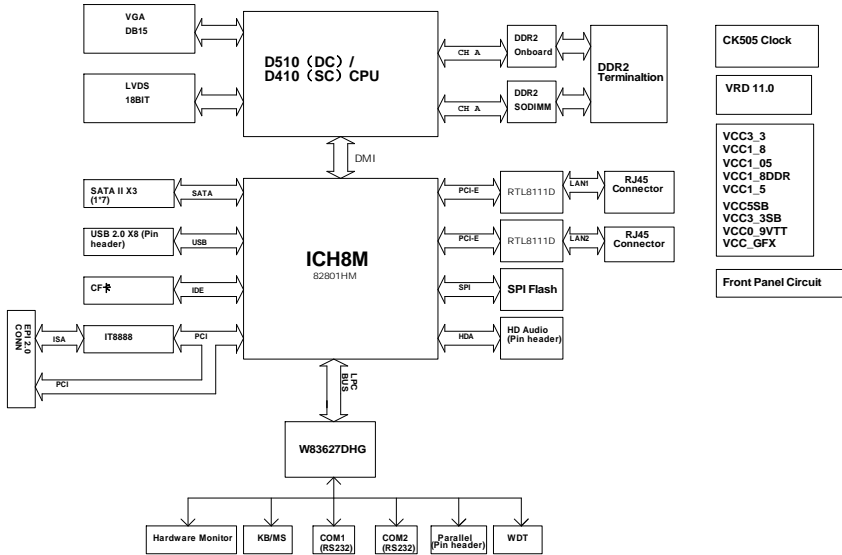 VGA
DB15
LVDS
18BIT
D510（DC）/
D410（SC）CPU
CH A
CH A
DDR2
Onboard
DDR2
SODIMM
DDR2
Terminaltion
CK505 Clock
VRD 11.0
VCC3_3
VCC1_8
VCC1_05
VCC1_8DDR
VCC1_5
VCC5SB
VCC3_3SB
VCC0_9VTT
VCC_GFX
Front Panel Circuit
DMI
SATA II X3
(1*7)
SATA
USB 2.0 X8 (Pin
header)
USB
CF卡
IDE
EPI 2.0
CONN
ISA
IT8888
PCI
PCI
ICH8M
82801HM
PCI-E
RTL8111D
LAN1
RJ45
Connector
PCI-E
RTL8111D
LAN2
RJ45
Connector
SPI
SPI Flash
HDA
HD Audio
(Pin header)
LPC
BUS
W83627DHG
Hardware Monitor
KB/MS
COM1
(RS232)
COM2
(RS232)
Parallel
(Pin header)
WDT